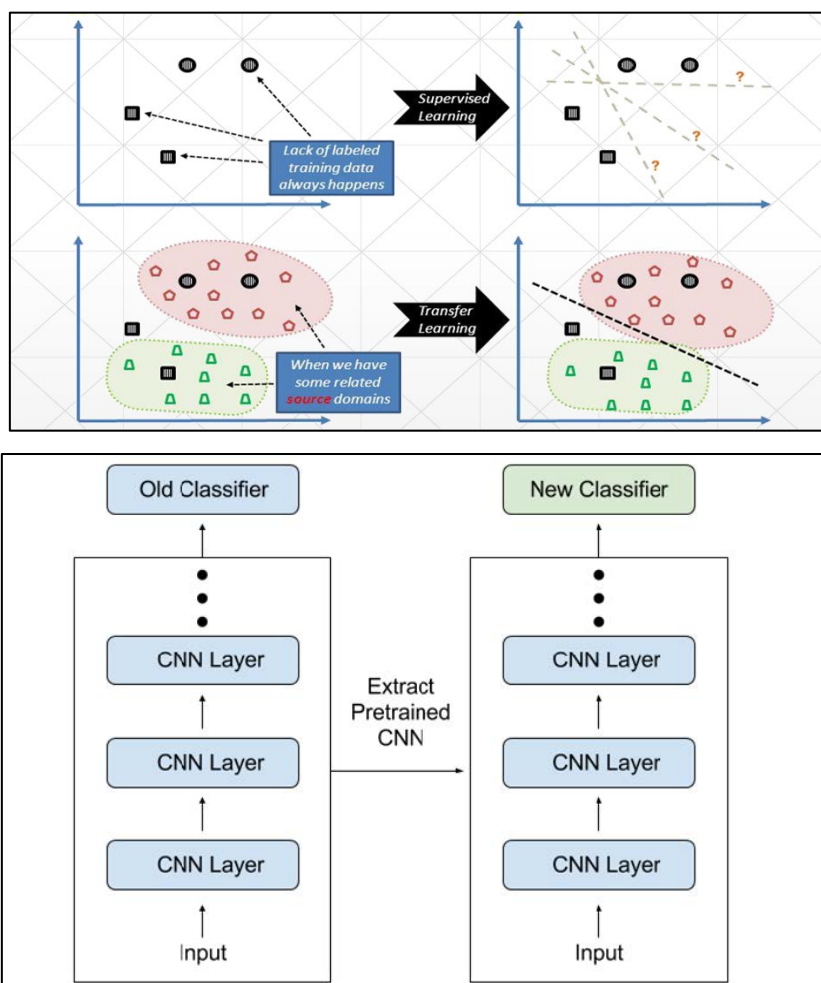 Supervised
Learning
?
?
?
Lack of labeled
training data
always happens
Transfer
Learning
When we have
some related
source domains
Old Classifier
New Classifier
CNN Layer
CNN Layer
Extract
Pretrained
CNN
CNN Layer
CNN Layer
CNN Layer
CNN Layer
Input
Input